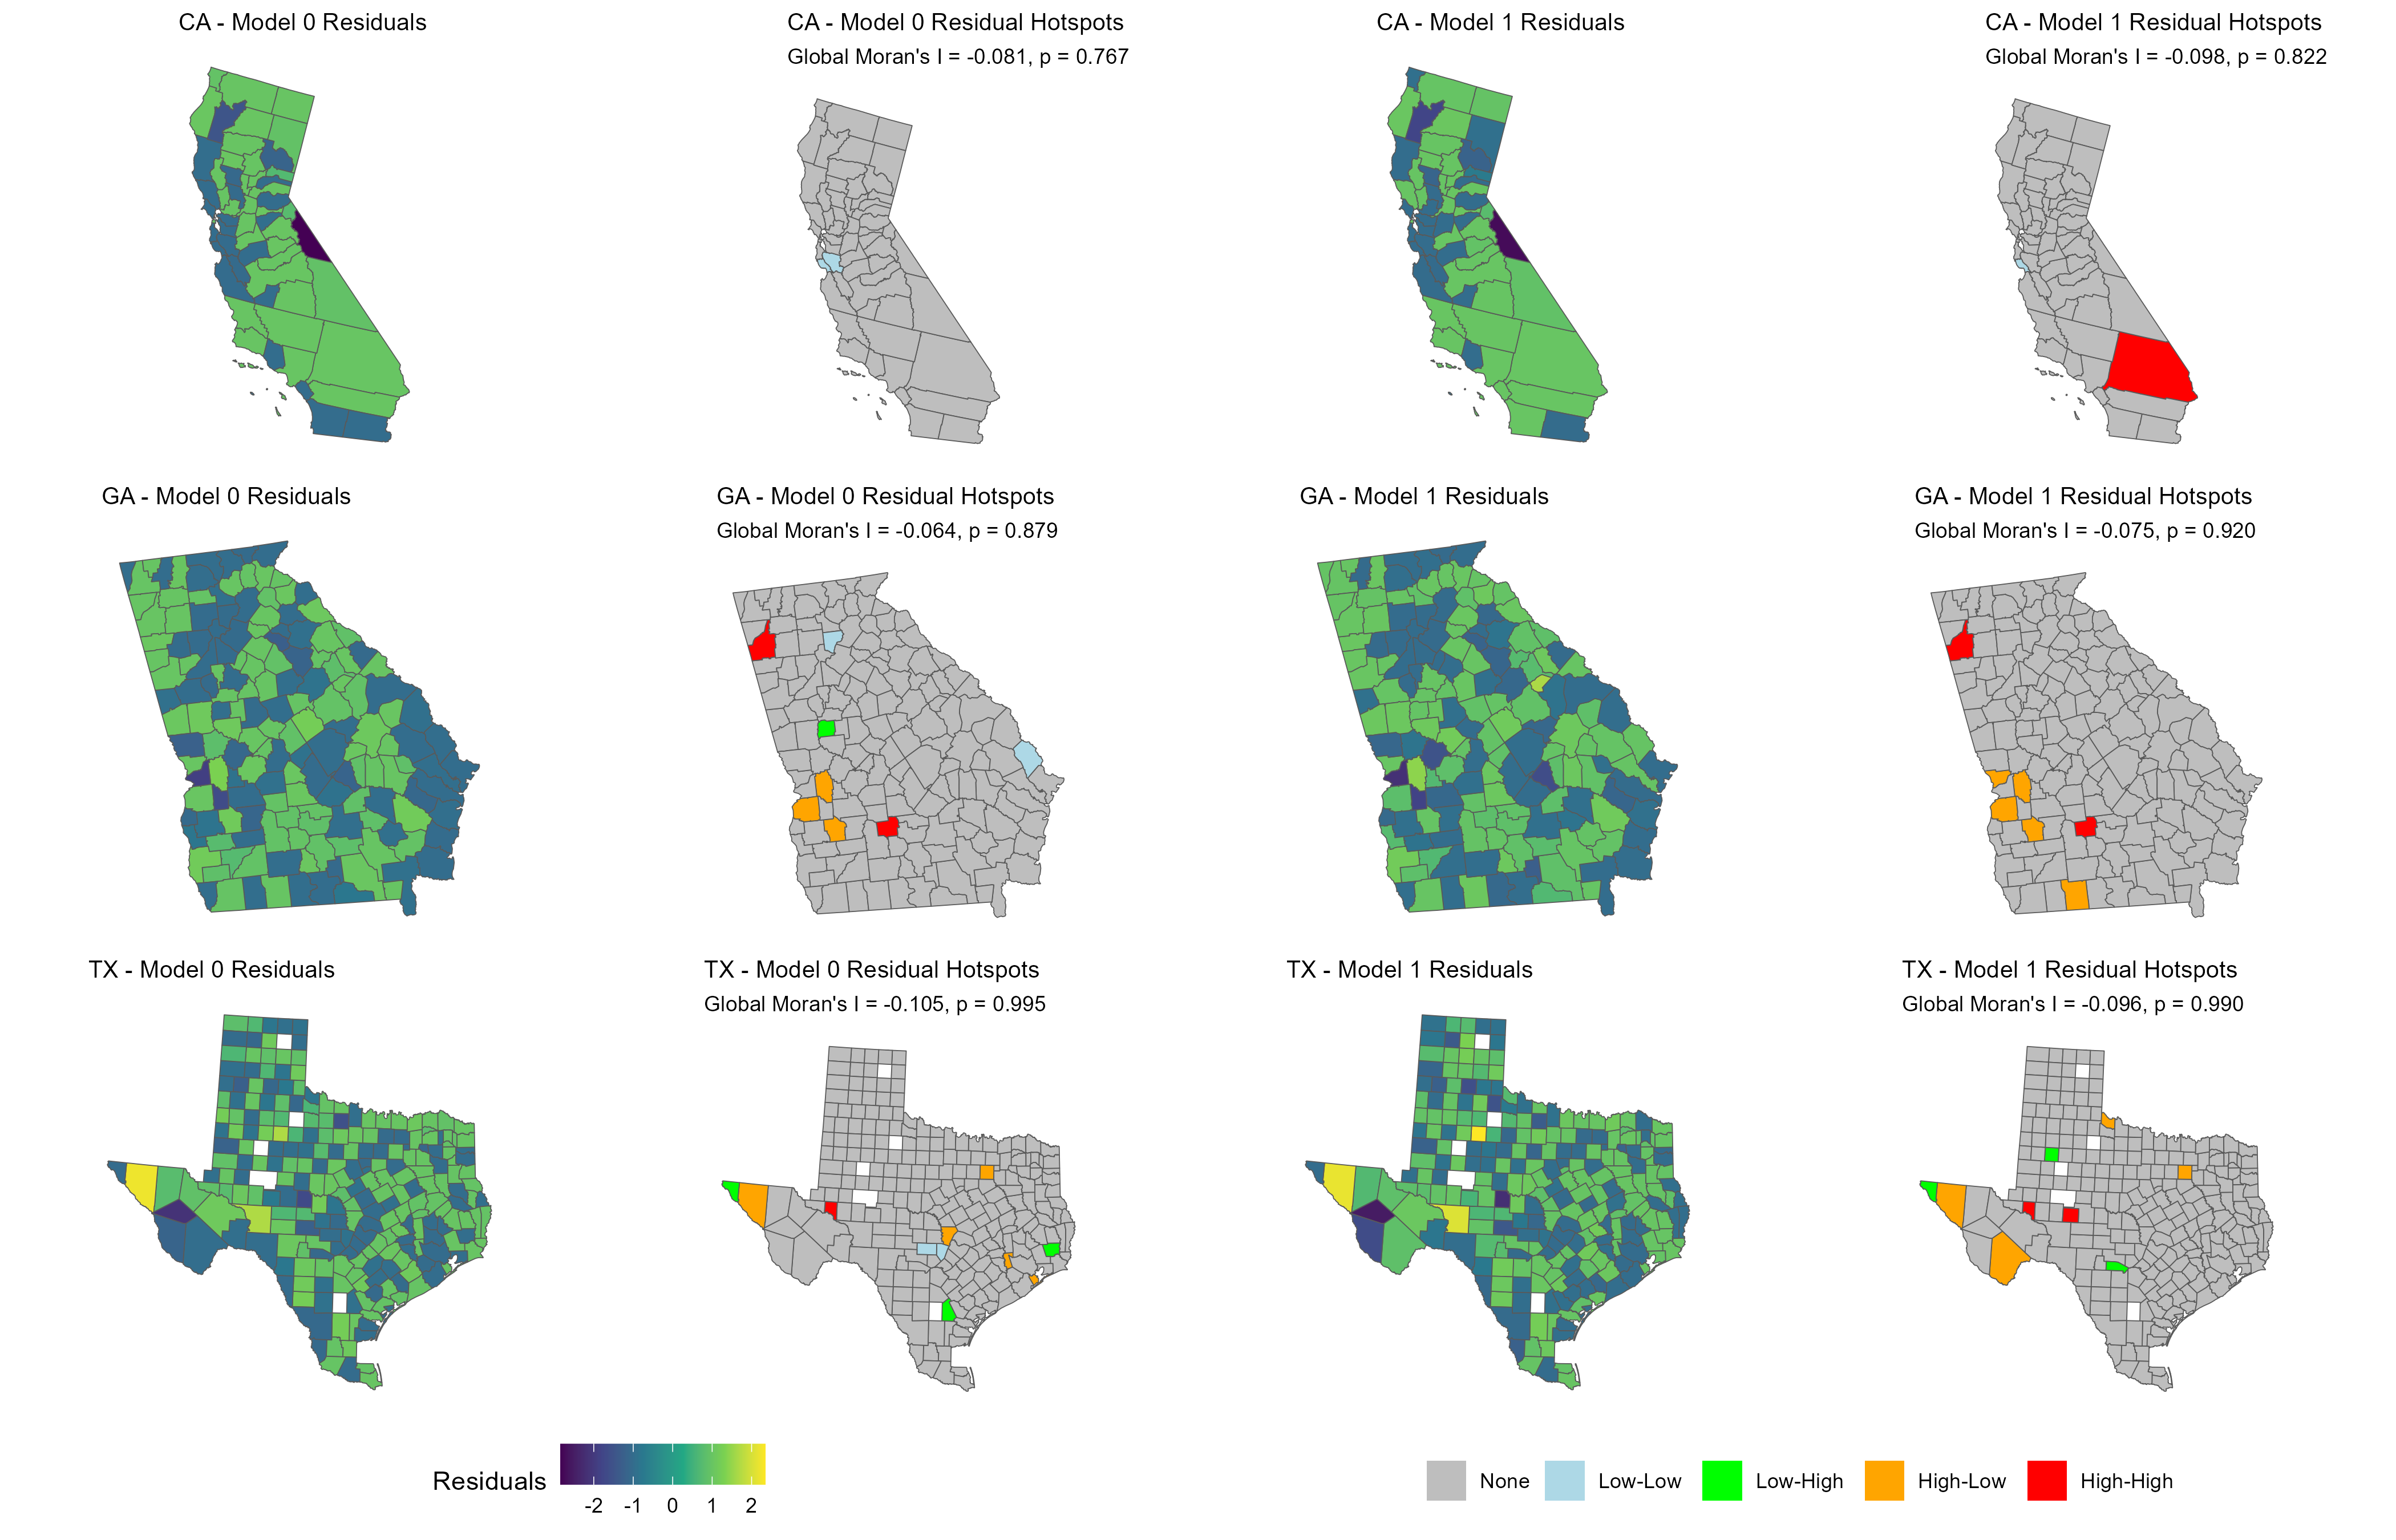 CA - Model 0 Residuals
CA - Model 0 Residual Hotspots
Global Moran's I = -0.081, p = 0.767
CA - Model 1 Residuals
CA - Model 1 Residual Hotspots
Global Moran's I = -0.098, p = 0.822
GA - Model 0 Residuals
GA - Model 0 Residual Hotspots
Global Moran's I = -0.064, p = 0.879
GA - Model 1 Residuals
GA - Model 1 Residual Hotspots
Global Moran's I = -0.075, p = 0.920
TX - Model 0 Residuals
TX - Model 0 Residual Hotspots
Global Moran's I = -0.105, p = 0.995
TX - Model 1 Residuals
TX - Model 1 Residual Hotspots
Global Moran's I = -0.096, p = 0.990
Residuals
-2 -1 0 1 2
None Low-Low Low-High High-Low High-High